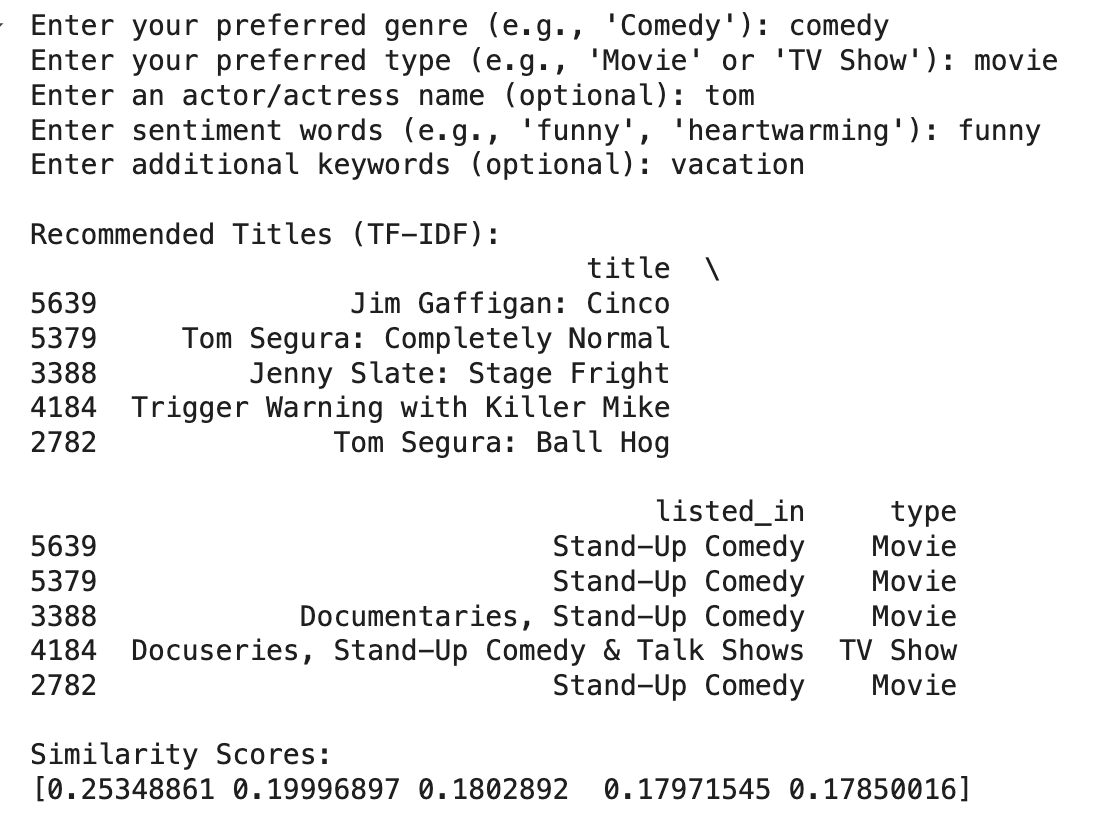 Enter your preferred genre (e.g., 'Comedy'): comedy
Enter your preferred type (e.g., 'Movie' or 'TV Show'): movie
Enter an actor/actress name (optional): tom
Enter sentiment words (e.g., 'funny', 'heartwarming'): funny
Enter additional keywords (optional): vacation
Recommended Titles (TF-IDF):
title \
5639 Jim Gaffigan: Cinco
5379 Tom Segura: Completely Normal
3388 Jenny Slate: Stage Fright
4184 Trigger Warning with Killer Mike
2782 Tom Segura: Ball Hog
listed_in type
5639 Stand-Up Comedy Movie
5379 Stand-Up Comedy Movie
3388 Documentaries, Stand-Up Comedy Movie
4184 Docuseries, Stand-Up Comedy & Talk Shows TV Show
2782 Stand-Up Comedy Movie
Similarity Scores:
[0.25348861 0.19996897 0.1802892 0.17971545 0.17850016]